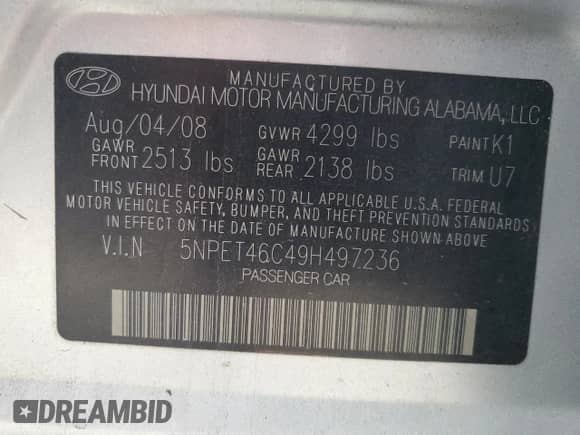 MANUFACTURED BY
HYUNDAI MOTOR MANUFACTURING ALABAMA, LLC
Aug/04/08 GVWR 4299 lbs PAINT K1
GAWR FRONT 2513 lbs GAWR REAR 2138 lbs TRIM U7
THIS VEHICLE CONFORMS TO ALL APPLICABLE U.S.A. FEDERAL
MOTOR VEHICLE SAFETY, BUMPER, AND THEFT PREVENTION STANDARDS
IN EFFECT ON THE DATE OF MANUFACTURE SHOWN ABOVE
V.I.N 5NPET46C49H497236
PASSENGER CAR
DREAMBID